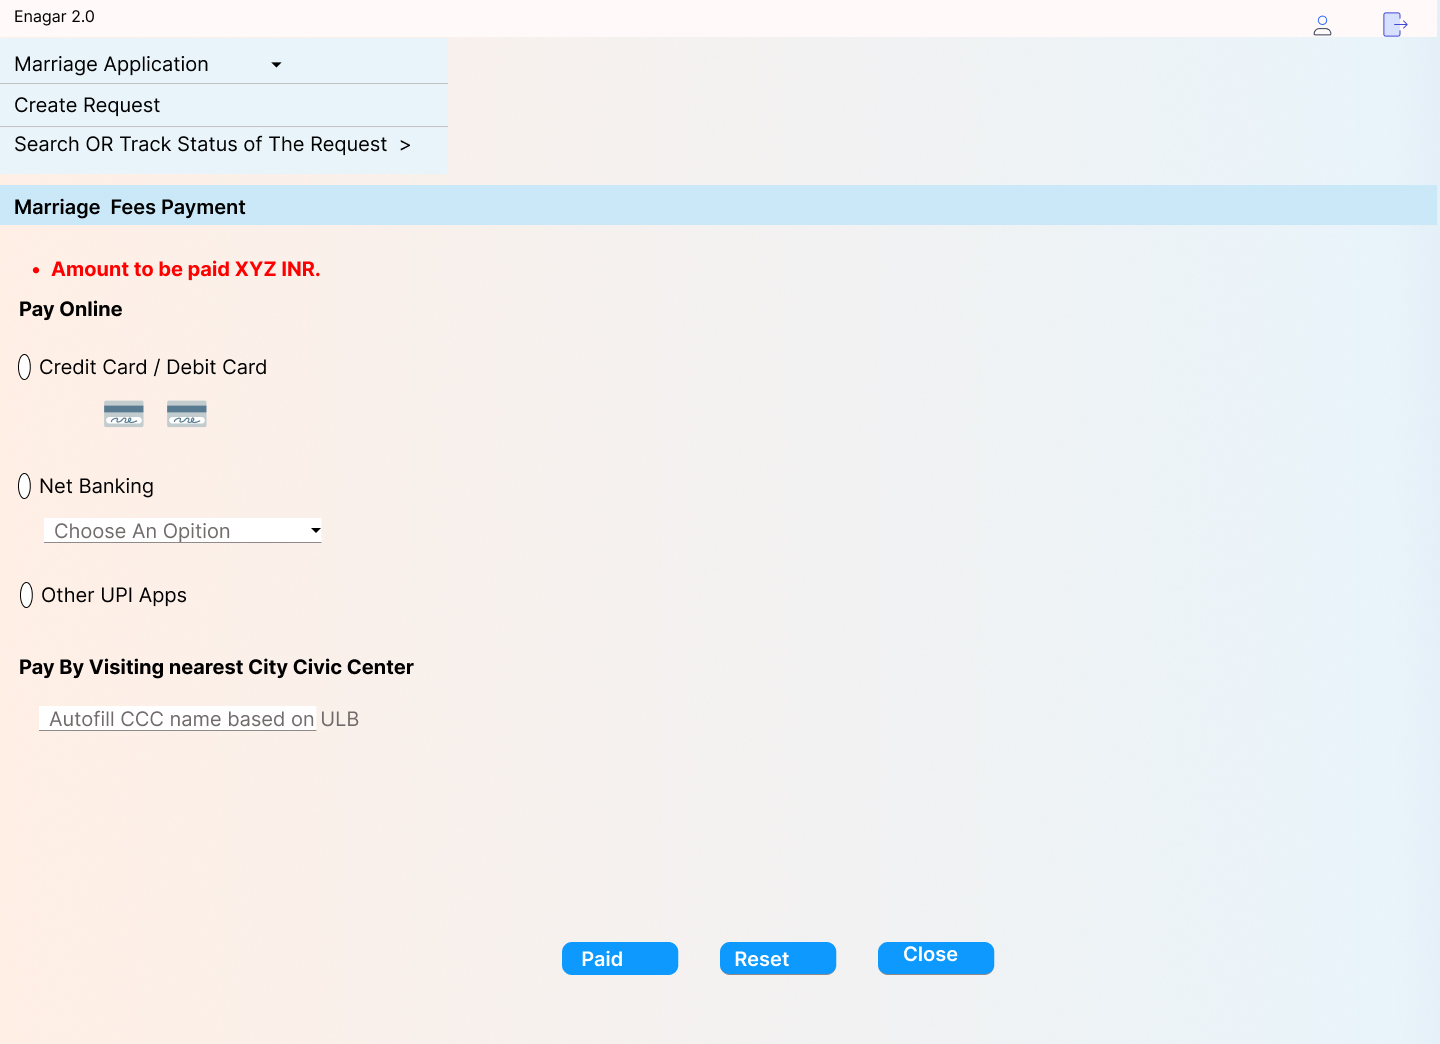 Enagar 2.0
Marriage Application
Create Request
Search OR Track Status of The Request >
Marriage Fees Payment
• Amount to be paid XYZ INR.
Pay Online
Credit Card / Debit Card
Net Banking
Choose An Opition
Other UPI Apps
Pay By Visiting nearest City Civic Center
Autofill CCC name based on ULB
Paid Reset Close